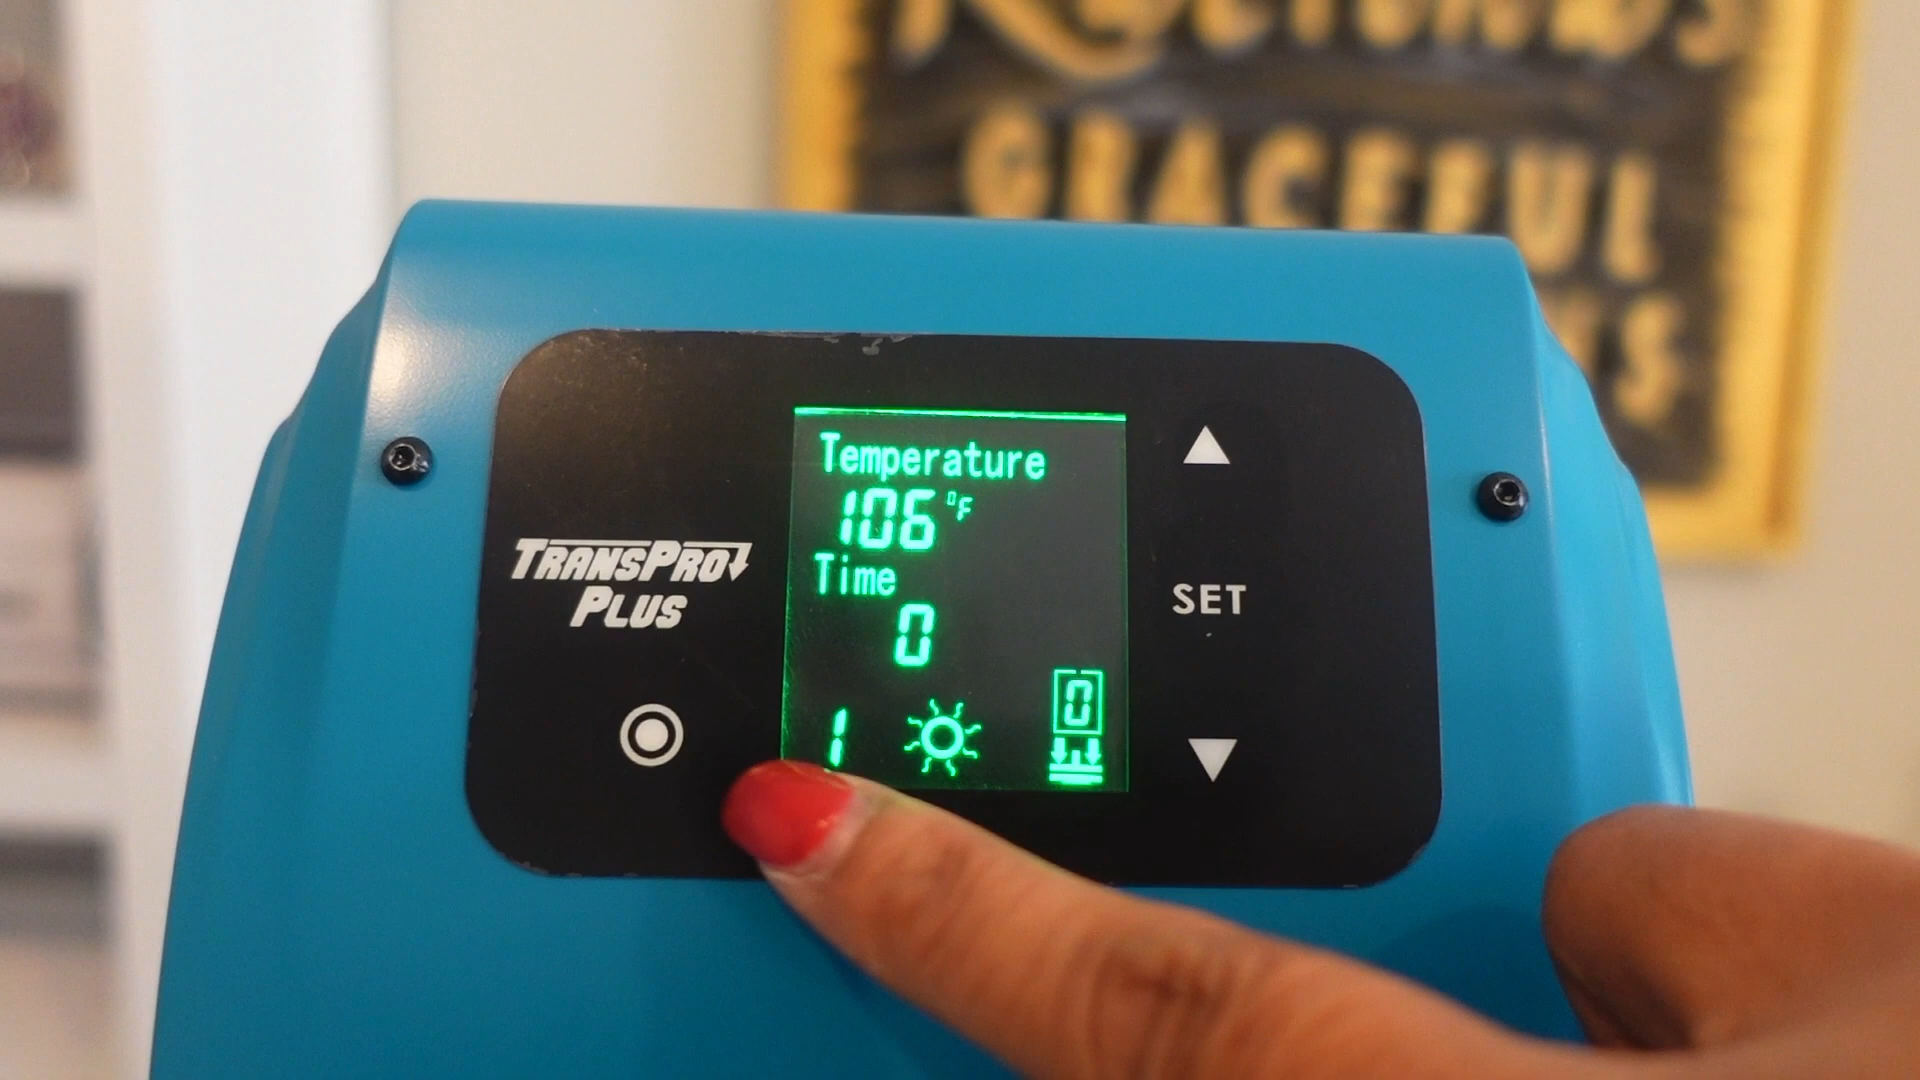 GRACEFUL
TRANSPRO
PLUS
Temperature
106 °F
Time
0
1
0
SET